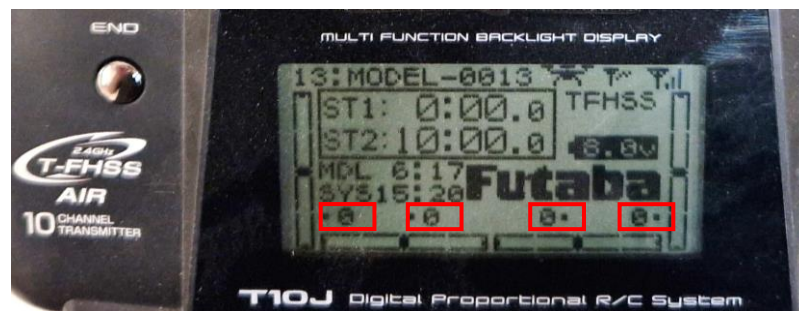 END
MULTI FUNCTION BACKLIGHT DISPLAY
13:MODEL-0013
TFHSS
ST1: 0:00.0
ST2:10:00.0
8.8v
MDL 6:17
SYS15:20
Futaba
·0 ·0 0· 0·
2.4GHz
T-FHSS
AIR
10 CHANNEL
TRANSMITTER
T10J Digital Proportional R/C System